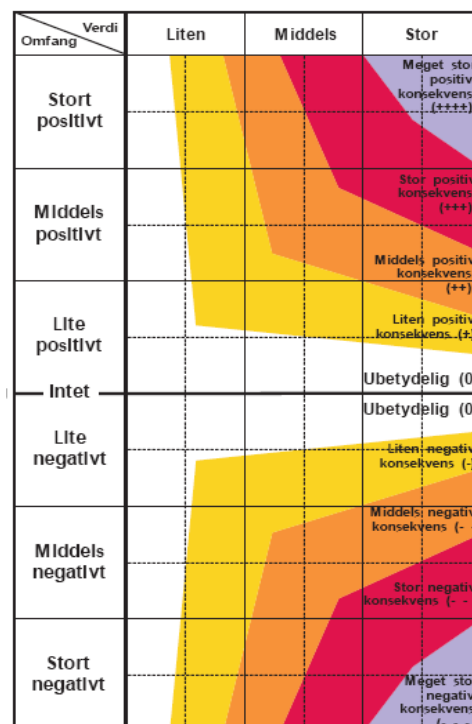 Verdi
Omfang
Liten
Middels
Stor
Stort
positivt
Meget sto
positiv
konsekvens
(++++)
Middels
positivt
Stor positiv
konsekvens
(+++)
Middels positiv
konsekvens
(++)
Lite
positivt
Liten positiv
konsekvens (+)
Intet
Ubetydelig (0
Ubetydelig (0
Lite
negativt
Liten negativ
konsekvens (-)
Middels
negativt
Middels negativ
konsekvens (- -
Stor negativ
konsekvens (- -
Stort
negativt
Meget sto
negativ
konsekvens